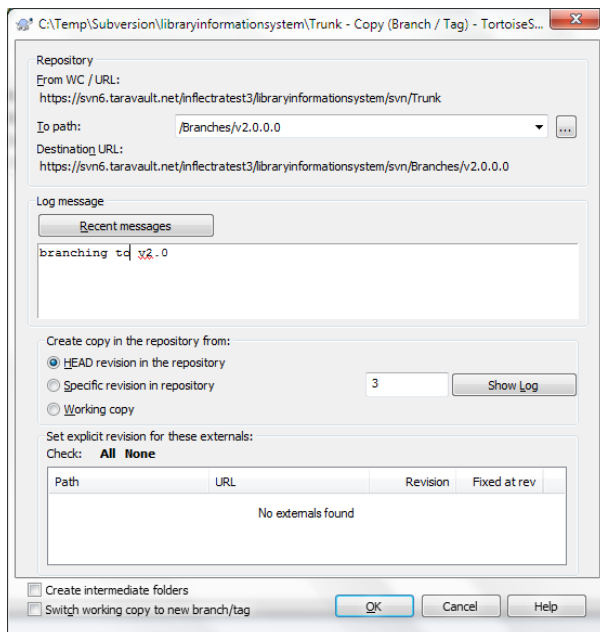 C:\Temp\Subversion\libraryinformationsystem\Trunk - Copy (Branch / Tag) - TortoiseS...
Repository
From WC / URL:
https://svn6.taravault.net/inflectratest3/libraryinformationsystem/svn/Trunk
To path: /Branches/v2.0.0.0 ...
Destination URL:
https://svn6.taravault.net/inflectratest3/libraryinformationsystem/svn/Branches/v2.0.0.0
Log message
Recent messages
branching to v2.0
Create copy in the repository from:
HEAD revision in the repository
Specific revision in repository 3 Show Log
Working copy
Set explicit revision for these externals:
Check: All None
Path URL Revision Fixed at rev
No externals found
Create intermediate folders
Switch working copy to new branch/tag OK Cancel Help